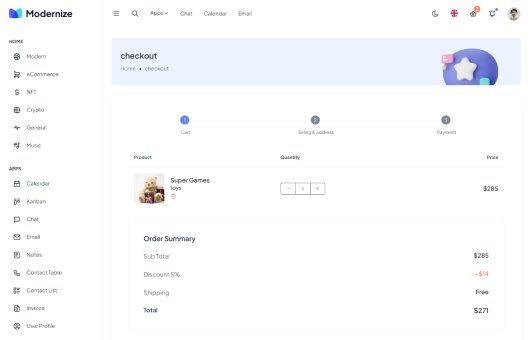 Modernize
Apps Chat Calendar Email
2
HOME
Modern
eCommerce
NFT
Crypto
General
Music
APPS
Calendar
Kanban
Chat
Email
Notes
Contact Table
Contact List
Invoice
User Profile
checkout
Home • checkout
1 2 3
Cart Billing & address Payment
Product Quantity Price
Super Games
toys
− 1 + $285
Order Summary
Sub Total $285
Discount 5% -$14
Shipping Free
Total $271